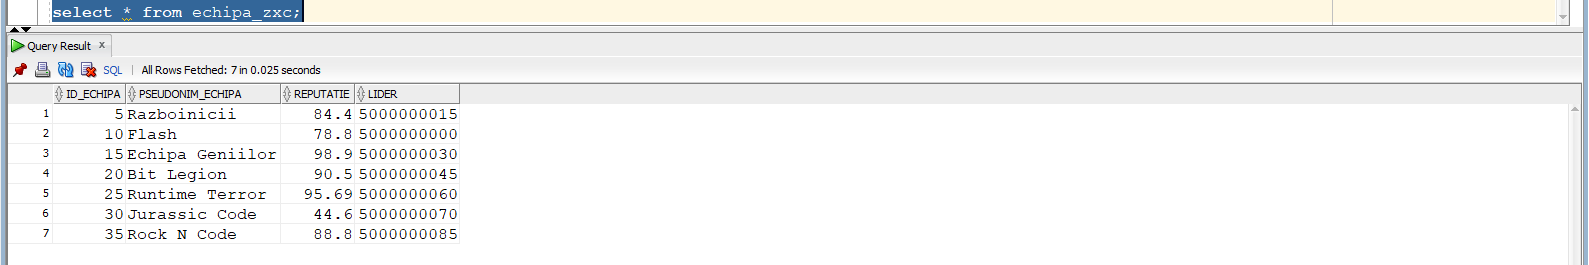 select * from echipa_zxc;
Query Result x
SQL | All Rows Fetched: 7 in 0.025 seconds
ID_ECHIPA PSEUDONIM_ECHIPA REPUTATIE LIDER
1 5 Razboinicii 84.4 5000000015
2 10 Flash 78.8 5000000000
3 15 Echipa Geniilor 98.9 5000000030
4 20 Bit Legion 90.5 5000000045
5 25 Runtime Terror 95.69 5000000060
6 30 Jurassic Code 44.6 5000000070
7 35 Rock N Code 88.8 5000000085